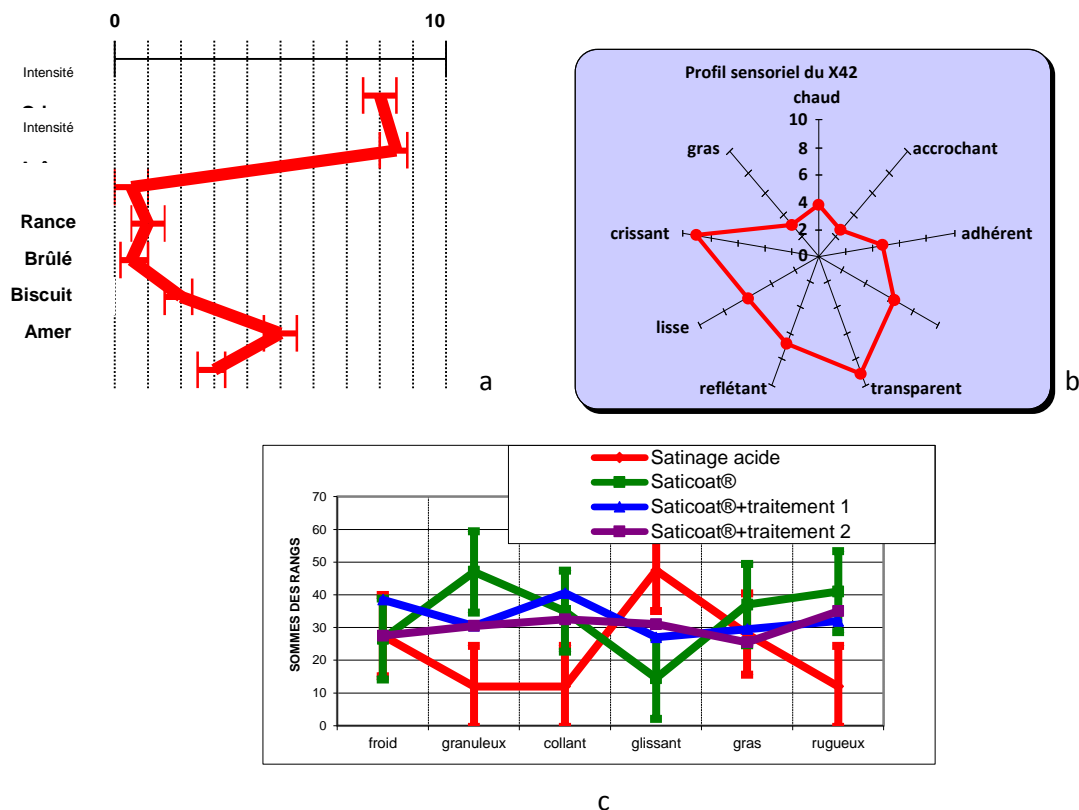 0 10
Intensité
Intensité
Rance
Brûlé
Biscuit
Amer
a
Profil sensoriel du X42
chaud
10
8
6
4
2
0
accrochant
adhérent
transparent
reflétant
lisse
crissant
gras
b
Satinage acide
Saticoat®
Saticoat®+traitement 1
Saticoat®+traitement 2
SOMMES DES RANGS
70
60
50
40
30
20
10
0
froid granuleux collant glissant gras rugueux
c